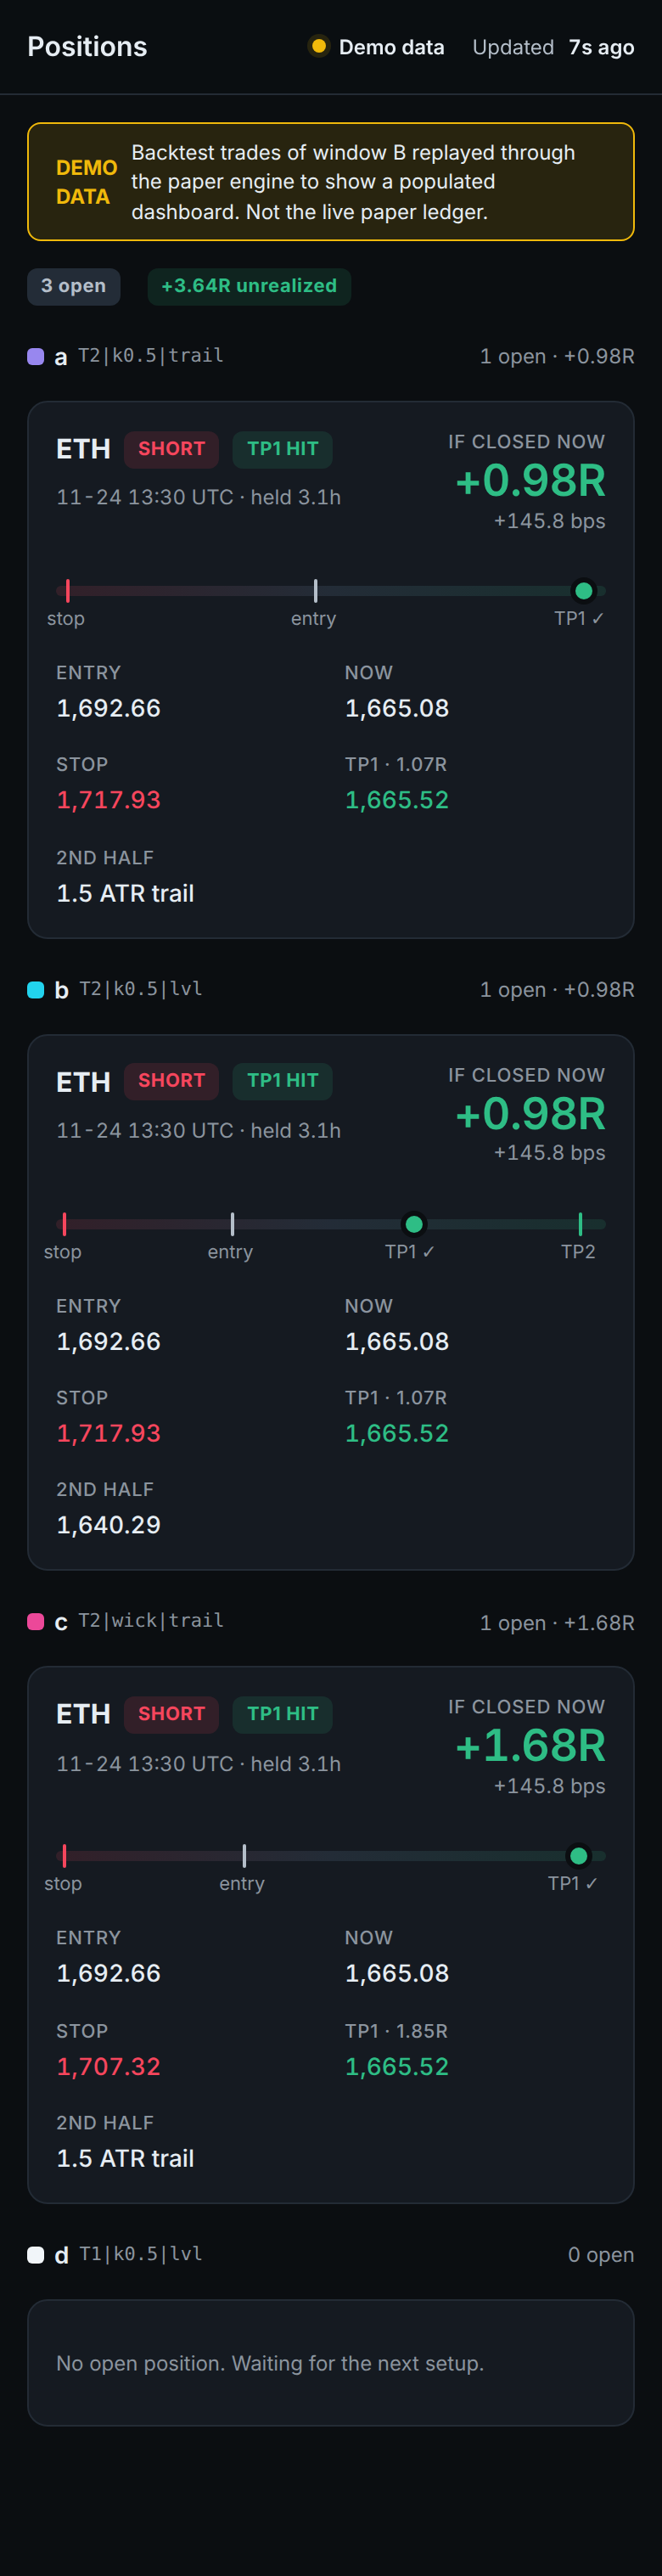 Positions Demo data Updated 7s ago
DEMO DATA
Backtest trades of window B replayed through
the paper engine to show a populated
dashboard. Not the live paper ledger.
3 open +3.64R unrealized
a T2|k0.5|trail 1 open · +0.98R
ETH SHORT TP1 HIT IF CLOSED NOW
+0.98R
11-24 13:30 UTC · held 3.1h
+145.8 bps
stop entry TP1 ✓
ENTRY NOW
1,692.66 1,665.08
STOP TP1 · 1.07R
1,717.93 1,665.52
2ND HALF
1.5 ATR trail
b T2|k0.5|lvl 1 open · +0.98R
ETH SHORT TP1 HIT IF CLOSED NOW
+0.98R
11-24 13:30 UTC · held 3.1h
+145.8 bps
stop entry TP1 ✓ TP2
ENTRY NOW
1,692.66 1,665.08
STOP TP1 · 1.07R
1,717.93 1,665.52
2ND HALF
1,640.29
c T2|wick|trail 1 open · +1.68R
ETH SHORT TP1 HIT IF CLOSED NOW
+1.68R
11-24 13:30 UTC · held 3.1h
+145.8 bps
stop entry TP1 ✓
ENTRY NOW
1,692.66 1,665.08
STOP TP1 · 1.85R
1,707.32 1,665.52
2ND HALF
1.5 ATR trail
d T1|k0.5|lvl 0 open
No open position. Waiting for the next setup.